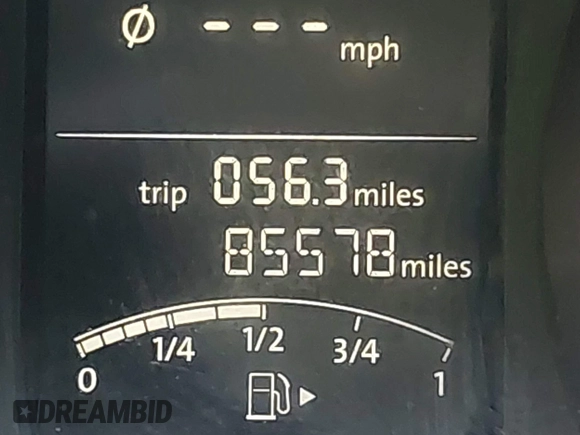 Ø --- mph
trip 056.3 miles
85578 miles
0 1/4 1/2 3/4 1
DREAMBID